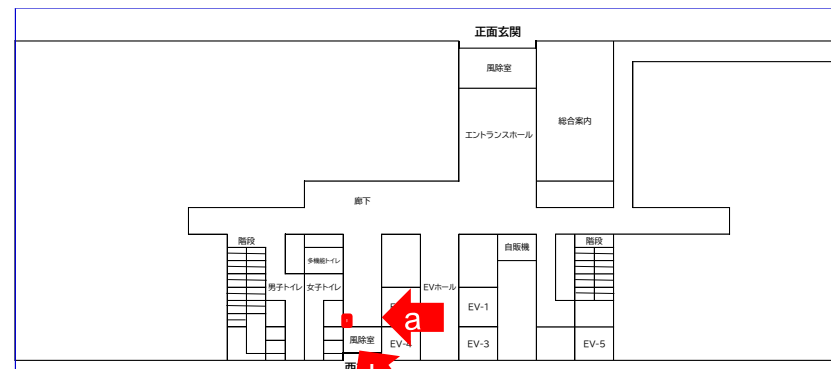 正面玄関
風除室
総合案内
エントランスホール
廊下
階段
自販機
階段
多機能トイレ
男子トイレ
女子トイレ
EVホール
EV-1
a
風除室
EV-4
EV-3
EV-5
西